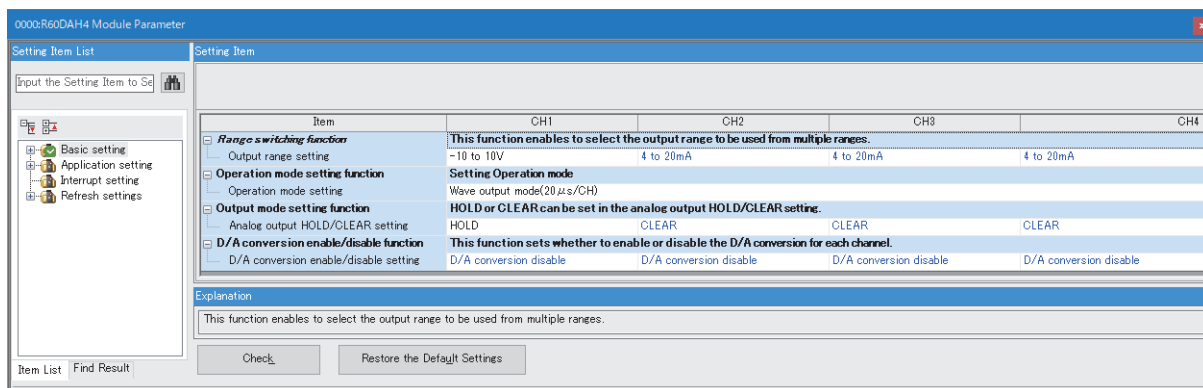 0000:R60DAH4 Module Parameter
Setting Item List
Setting Item
Input the Setting Item to Se
Basic setting
Application setting
Interrupt setting
Refresh settings
Item CH1 CH2 CH3 CH4
Range switching function This function enables to select the output range to be used from multiple ranges.
Output range setting -10 to 10V 4 to 20mA 4 to 20mA 4 to 20mA
Operation mode setting function Setting Operation mode
Operation mode setting Wave output mode(20μs/CH)
Output mode setting function HOLD or CLEAR can be set in the analog output HOLD/CLEAR setting.
Analog output HOLD/CLEAR setting HOLD CLEAR CLEAR CLEAR
D/A conversion enable/disable function This function sets whether to enable or disable the D/A conversion for each channel.
D/A conversion enable/disable setting D/A conversion disable D/A conversion disable D/A conversion disable D/A conversion disable
Explanation
This function enables to select the output range to be used from multiple ranges.
Check
Restore the Default Settings
Item List Find Result